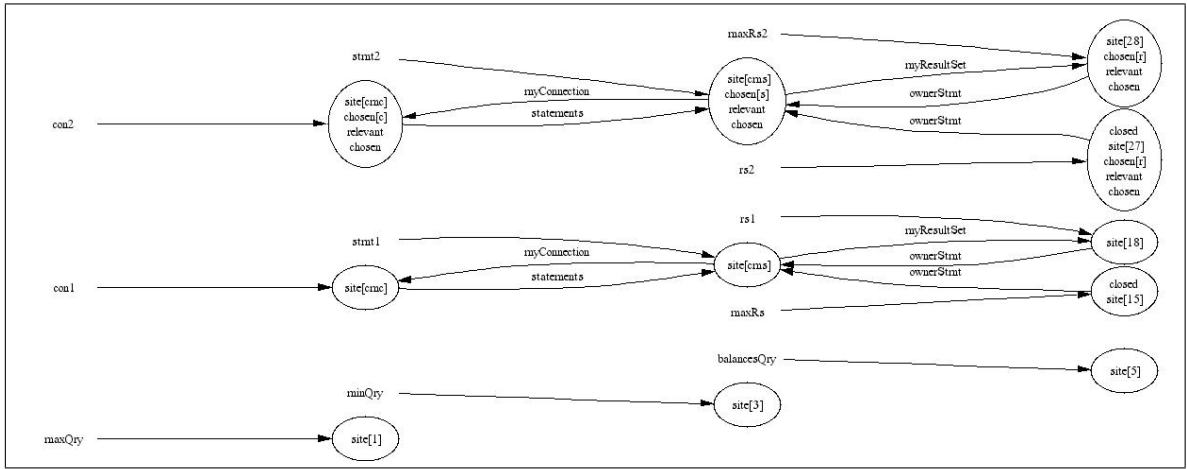 maxRs2
site[28]
chosen[r]
relevant
chosen
stmt2
myResultSet
site[cms]
chosen[s]
relevant
chosen
myConnection
ownerStmt
site[cmc]
chosen[c]
relevant
chosen
statements
ownerStmt
con2
closed
site[27]
chosen[r]
relevant
chosen
rs2
rs1
myResultSet
stmt1
site[18]
myConnection
ownerStmt
site[cms]
ownerStmt
statements
con1
site[cmc]
closed
site[15]
maxRs
balancesQry
site[5]
minQry
site[3]
maxQry
site[1]